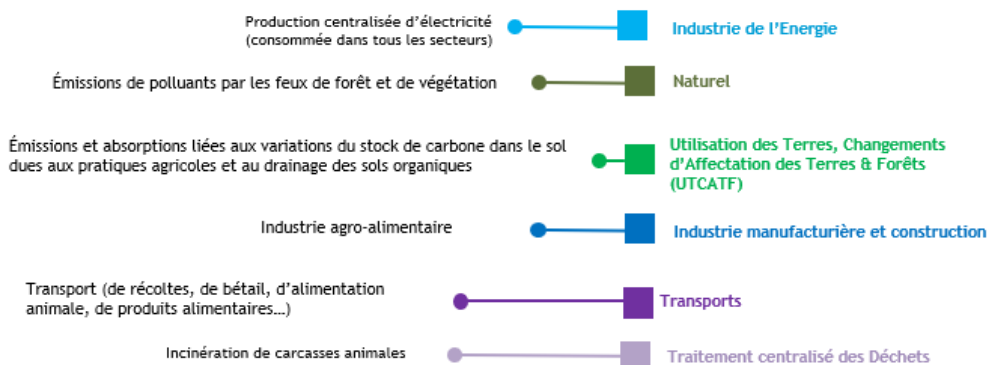 Production centralisée d'électricité
(consommée dans tous les secteurs)
Industrie de l'Energie
Émissions de polluants par les feux de forêt et de végétation
Naturel
Émissions et absorptions liées aux variations du stock de carbone dans le sol
dues aux pratiques agricoles et au drainage des sols organiques
Utilisation des Terres, Changements
d'Affectation des Terres & Forêts
(UTCATF)
Industrie agro-alimentaire
Industrie manufacturière et construction
Transport (de récoltes, de bétail, d'alimentation
animale, de produits alimentaires…)
Transports
Incinération de carcasses animales
Traitement centralisé des Déchets